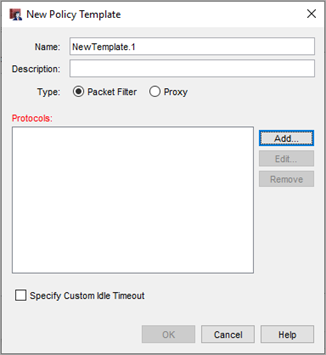 New Policy Template
Name: NewTemplate.1
Description:
Type: Packet Filter Proxy
Protocols:
Add...
Edit...
Remove
Specify Custom Idle Timeout
OK Cancel Help